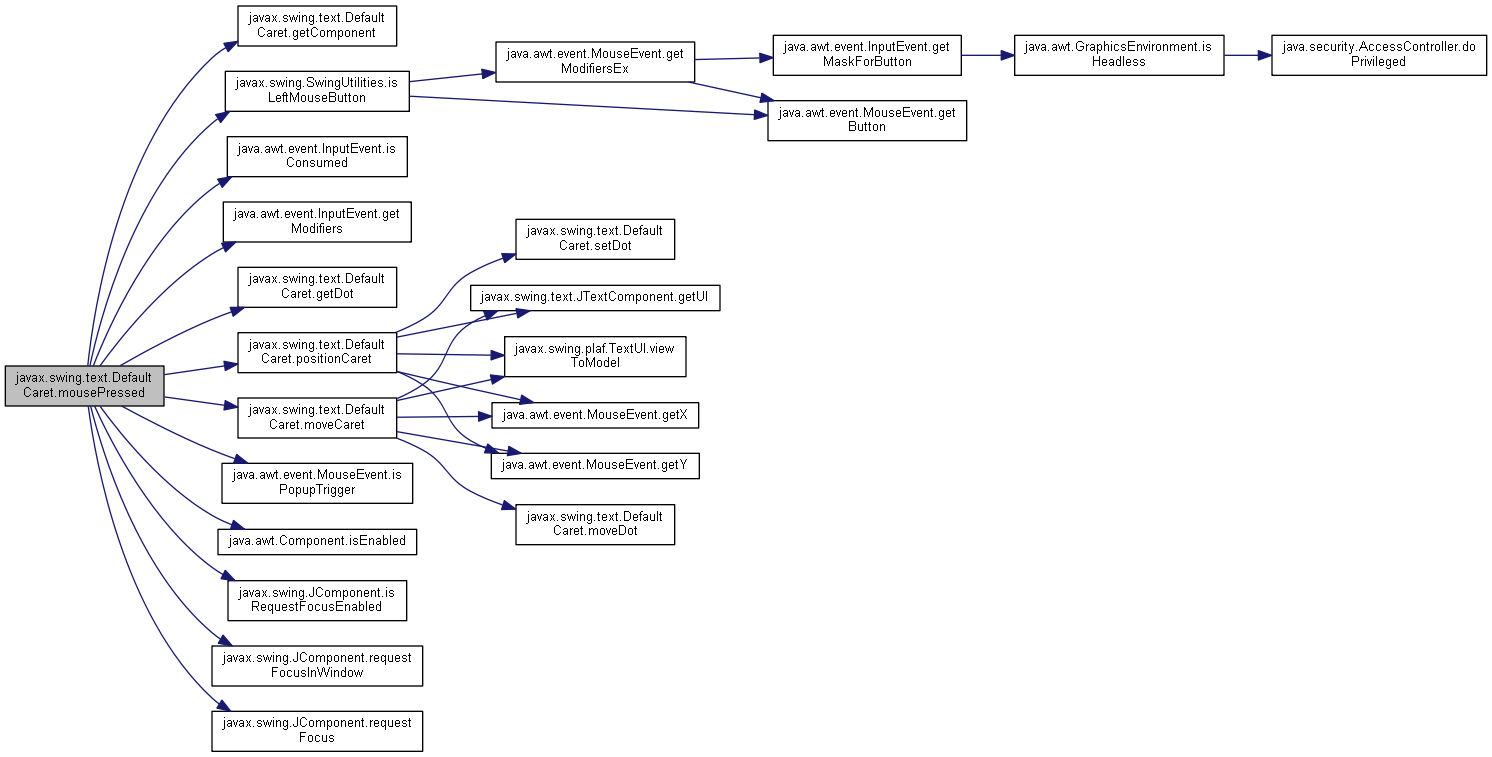 javax.swing.text.Default
Caret.getComponent
javax.swing.SwingUtilities.is
LeftMouseButton
java.awt.event.MouseEvent.get
ModifiersEx
java.awt.event.InputEvent.get
MaskForButton
java.awt.GraphicsEnvironment.is
Headless
java.security.AccessController.do
Privileged
java.awt.event.MouseEvent.get
Button
java.awt.event.InputEvent.is
Consumed
java.awt.event.InputEvent.get
Modifiers
javax.swing.text.Default
Caret.setDot
javax.swing.text.Default
Caret.getDot
javax.swing.text.JTextComponent.getUI
javax.swing.text.Default
Caret.positionCaret
javax.swing.plaf.TextUI.view
ToModel
javax.swing.text.Default
Caret.mousePressed
javax.swing.text.Default
Caret.moveCaret
java.awt.event.MouseEvent.getX
java.awt.event.MouseEvent.getY
java.awt.event.MouseEvent.is
PopupTrigger
javax.swing.text.Default
Caret.moveDot
java.awt.Component.isEnabled
javax.swing.JComponent.is
RequestFocusEnabled
javax.swing.JComponent.request
FocusInWindow
javax.swing.JComponent.request
Focus